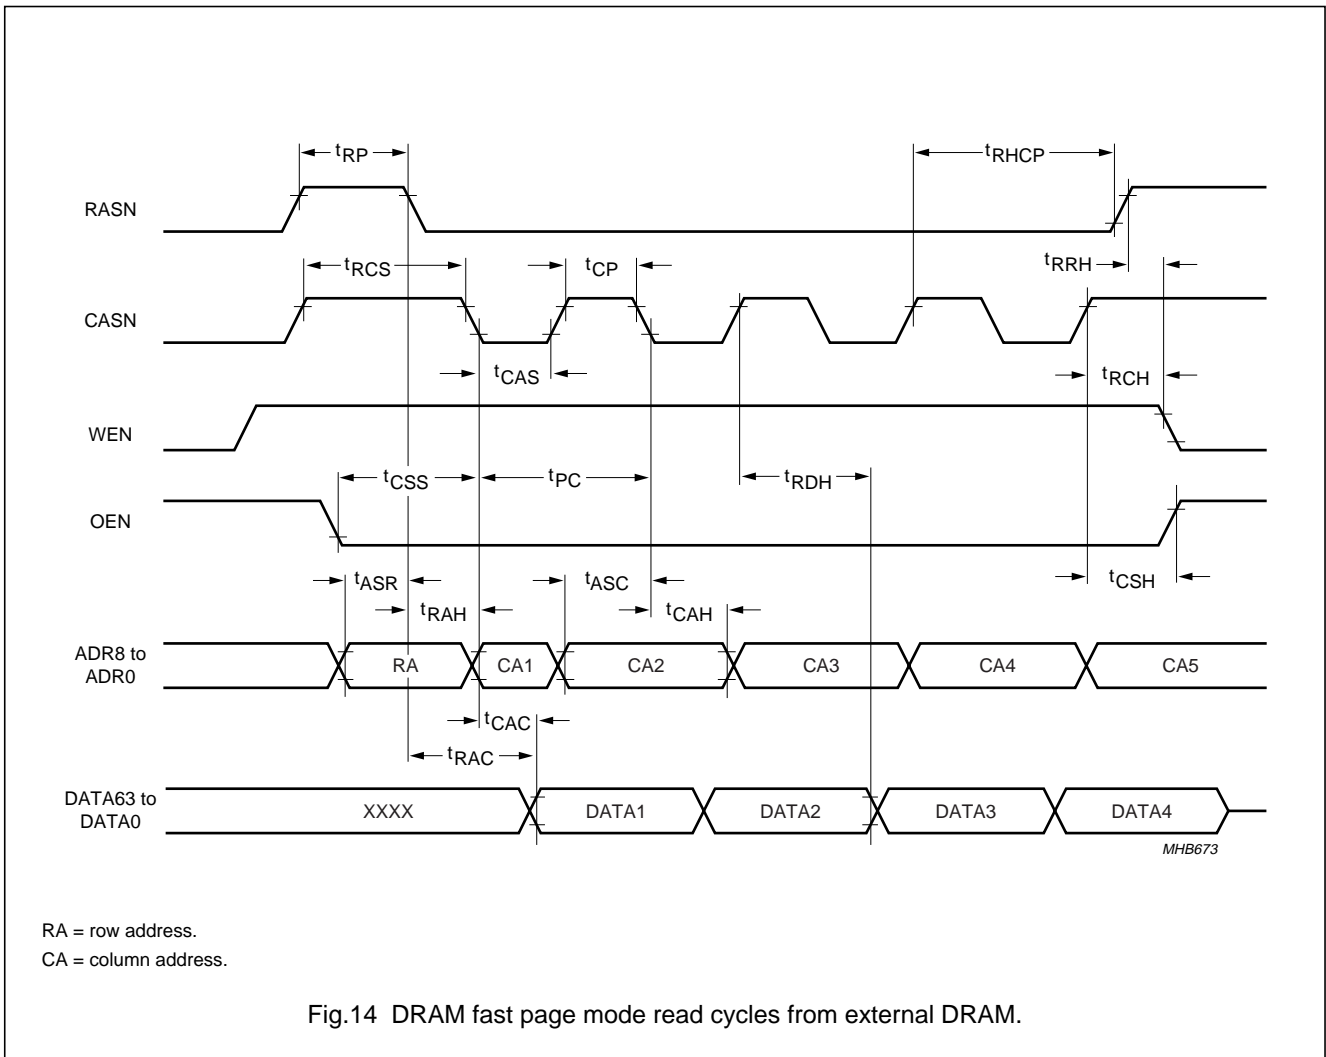 tRP
tRHCP
RASN
tRCS
tCP
tRRH
CASN
tCAS
tRCH
WEN
tCSS
tPC
tRDH
OEN
tASR
tASC
tCSH
tRAH
tCAH
ADR8 to
ADR0
RA
CA1
CA2
CA3
CA4
CA5
tCAC
tRAC
DATA63 to
DATA0
XXXX
DATA1
DATA2
DATA3
DATA4
MHB673
RA = row address.
CA = column address.
Fig.14 DRAM fast page mode read cycles from external DRAM.